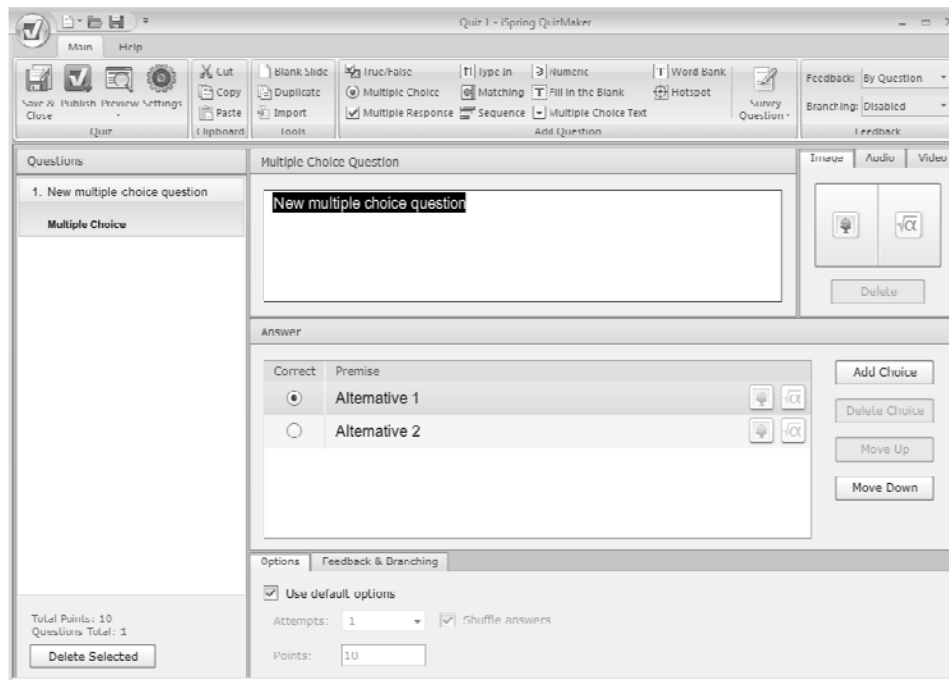 Quiz 1 - iSpring QuizMaker
Main Help
Save & Close Publish Preview Settings
Quiz
Cut
Copy
Paste
Clipboard
Blank Slide
Duplicate
Import
Tools
True/False Type In Numeric Word Bank
Multiple Choice Matching Fill in the Blank Hotspot
Multiple Response Sequence Multiple Choice Text
Survey Question
Add Question
Feedback: By Question
Branching: Disabled
Feedback
Questions
1. New multiple choice question
Multiple Choice
Multiple Choice Question
New multiple choice question
Image Audio Video
√α
Delete
Answer
Correct Premise
Alternative 1 √α
Alternative 2 √α
Add Choice
Delete Choice
Move Up
Move Down
Options Feedback & Branching
Use default options
Attempts: 1 Shuffle answers
Points: 10
Total Points: 10
Questions Total: 1
Delete Selected